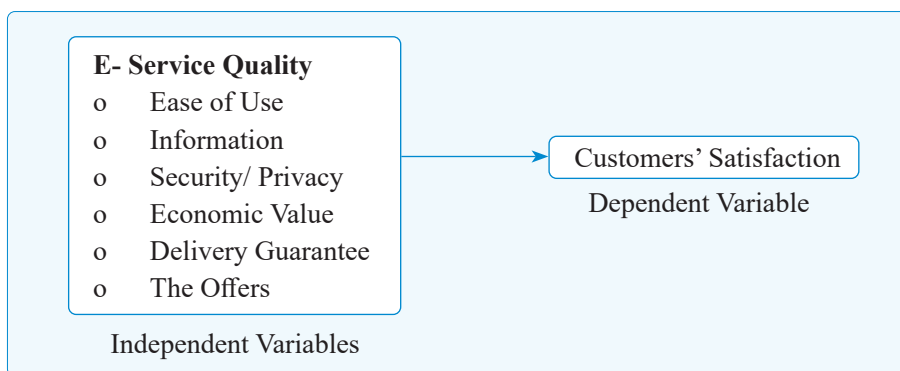 E- Service Quality
o Ease of Use
o Information
o Security/ Privacy
o Economic Value
o Delivery Guarantee
o The Offers
Independent Variables
Customers’ Satisfaction
Dependent Variable